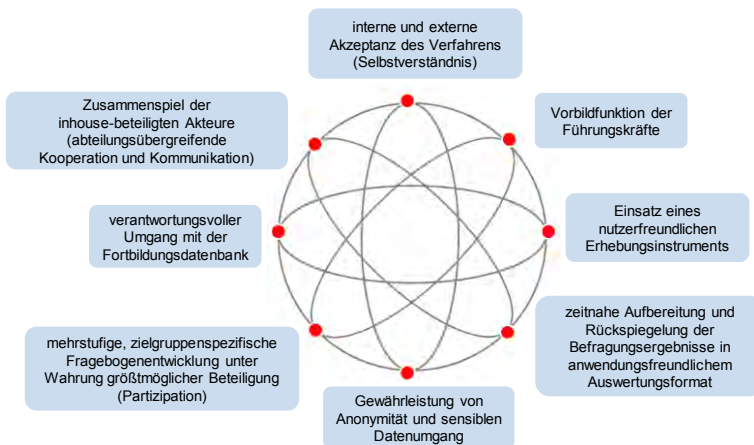 interne und externe
Akzeptanz des Verfahrens
(Selbstverständnis)
Zusammenspiel der
inhouse-beteiligten Akteure
(abteilungsübergreifende
Kooperation und Kommunikation)
Vorbildfunktion der
Führungskräfte
verantwortungsvoller
Umgang mit der
Fortbildungsdatenbank
Einsatz eines
nutzerfreundlichen
Erhebungsinstruments
mehrstufige, zielgruppenspezifische
Fragebogenentwicklung unter
Wahrung größtmöglicher Beteiligung
(Partizipation)
zeitnahe Aufbereitung und
Rückspiegelung der
Befragungsergebnisse in
anwendungsfreundlichem
Auswertungsformat
Gewährleistung von
Anonymität und sensiblen
Datenumgang